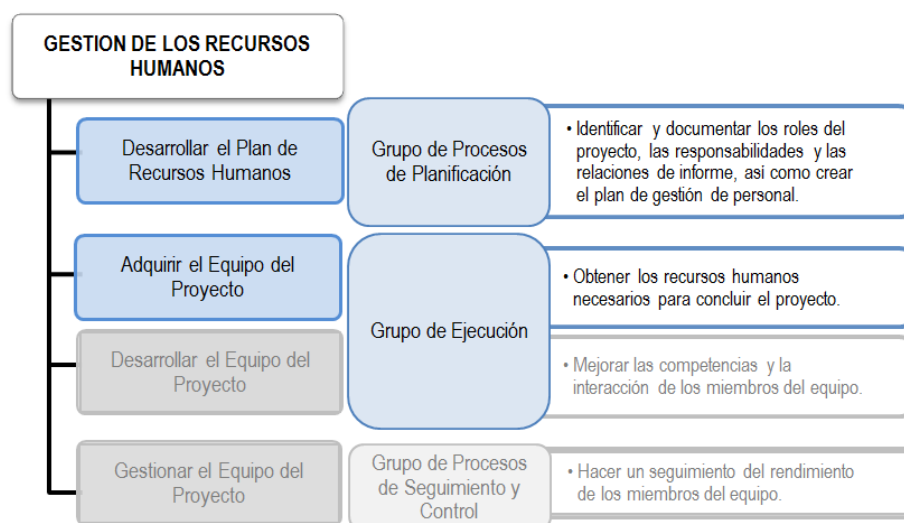 GESTION DE LOS RECURSOS
HUMANOS
Desarrollar el Plan de
Recursos Humanos
Grupo de Procesos
de Planificación
• Identificar y documentar los roles del
proyecto, las responsabilidades y las
relaciones de informe, así como crear
el plan de gestión de personal.
Adquirir el Equipo del
Proyecto
Grupo de Ejecución
• Obtener los recursos humanos
necesarios para concluir el proyecto.
Desarrollar el Equipo del
Proyecto
• Mejorar las competencias y la
interacción de los miembros del equipo.
Gestionar el Equipo del
Proyecto
Grupo de Procesos
de Seguimiento y
Control
• Hacer un seguimiento del rendimiento
de los miembros del equipo.